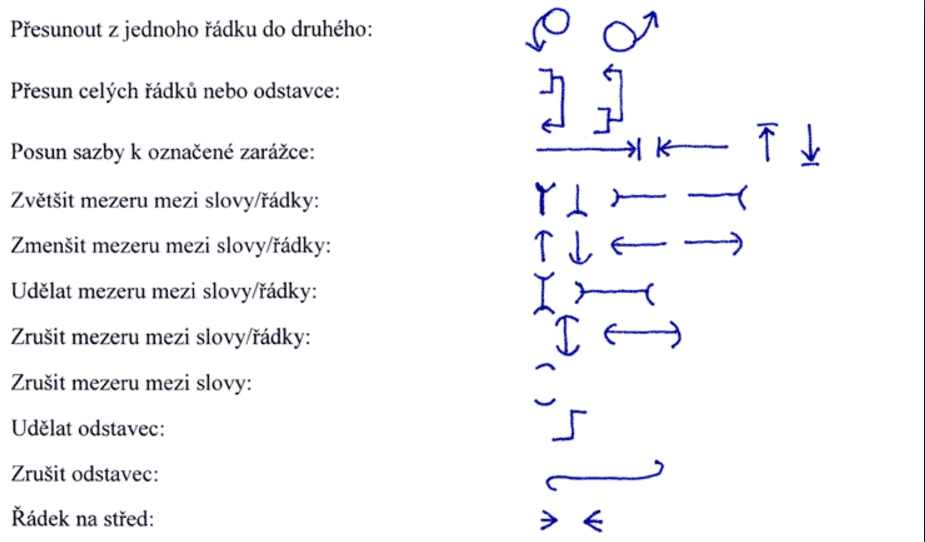 Přesunout z jednoho řádku do druhého:
Přesun celých řádků nebo odstavce:
Posun sazby k označené zarážce:
Zvětšit mezeru mezi slovy/řádky:
Zmenšit mezeru mezi slovy/řádky:
Udělat mezeru mezi slovy/řádky:
Zrušit mezeru mezi slovy/řádky:
Zrušit mezeru mezi slovy:
Udělat odstavec:
Zrušit odstavec:
Řádek na střed: